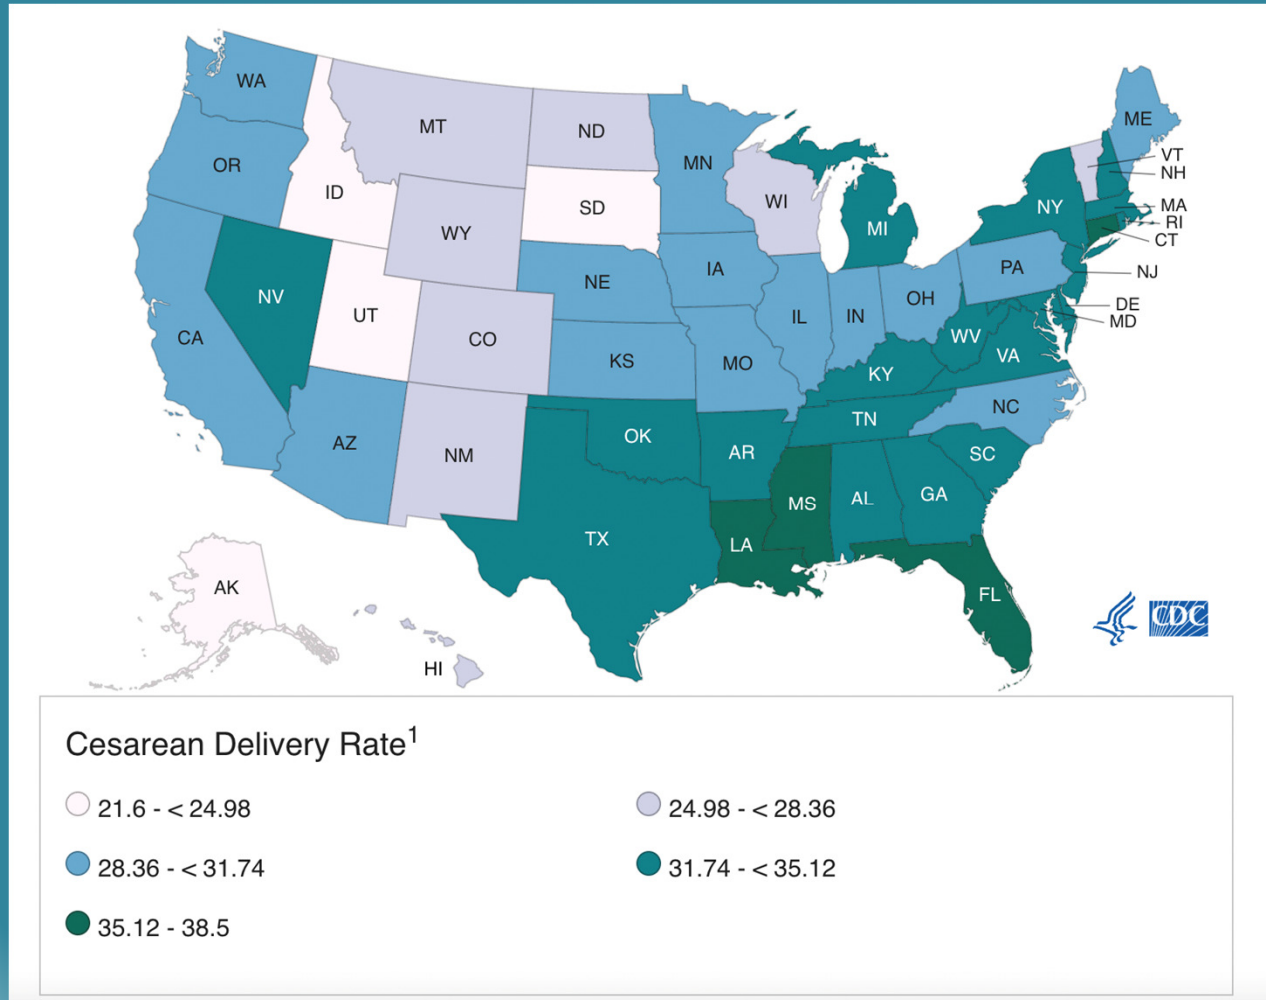 WA
ME
MT
ND
VT
OR
MN
NH
ID
SD
WI
NY
MA
RI
WY
MI
CT
NE
IA
PA
NJ
NV
UT
IL
IN
OH
DE
MD
CA
CO
KS
MO
WV
VA
KY
AZ
NM
OK
AR
TN
NC
SC
MS
AL
GA
TX
LA
AK
FL
CDC
HI
Cesarean Delivery Rate¹
21.6 - < 24.98
24.98 - < 28.36
28.36 - < 31.74
31.74 - < 35.12
35.12 - 38.5